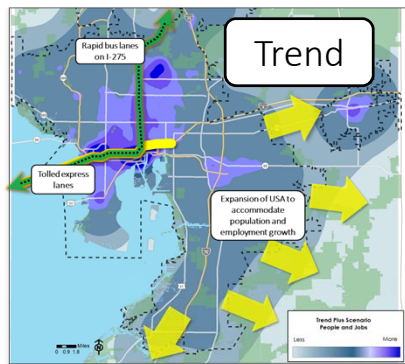 Trend
Rapid bus lanes
on I-275
Tolled express
lanes
Expansion of USA to
accommodate
population and
employment growth
Miles
0 0.9 1.8
Trend Plus Scenario
People and Jobs
Less
More